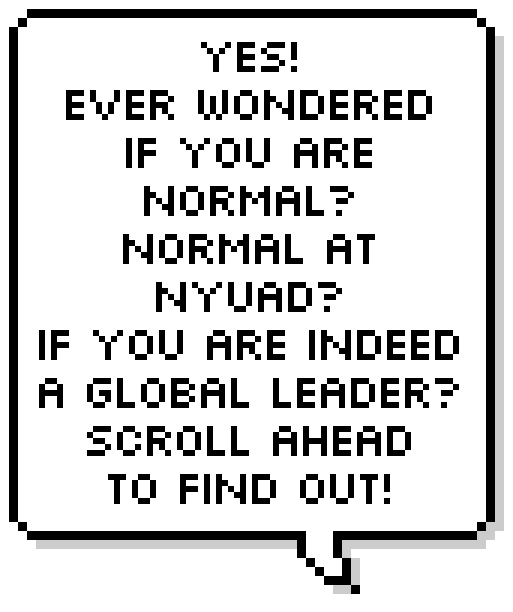 YES!
EVER WONDERED
IF YOU ARE
NORMAL?
NORMAL AT
NYUAD?
IF YOU ARE INDEED
A GLOBAL LEADER?
SCROLL AHEAD
TO FIND OUT!